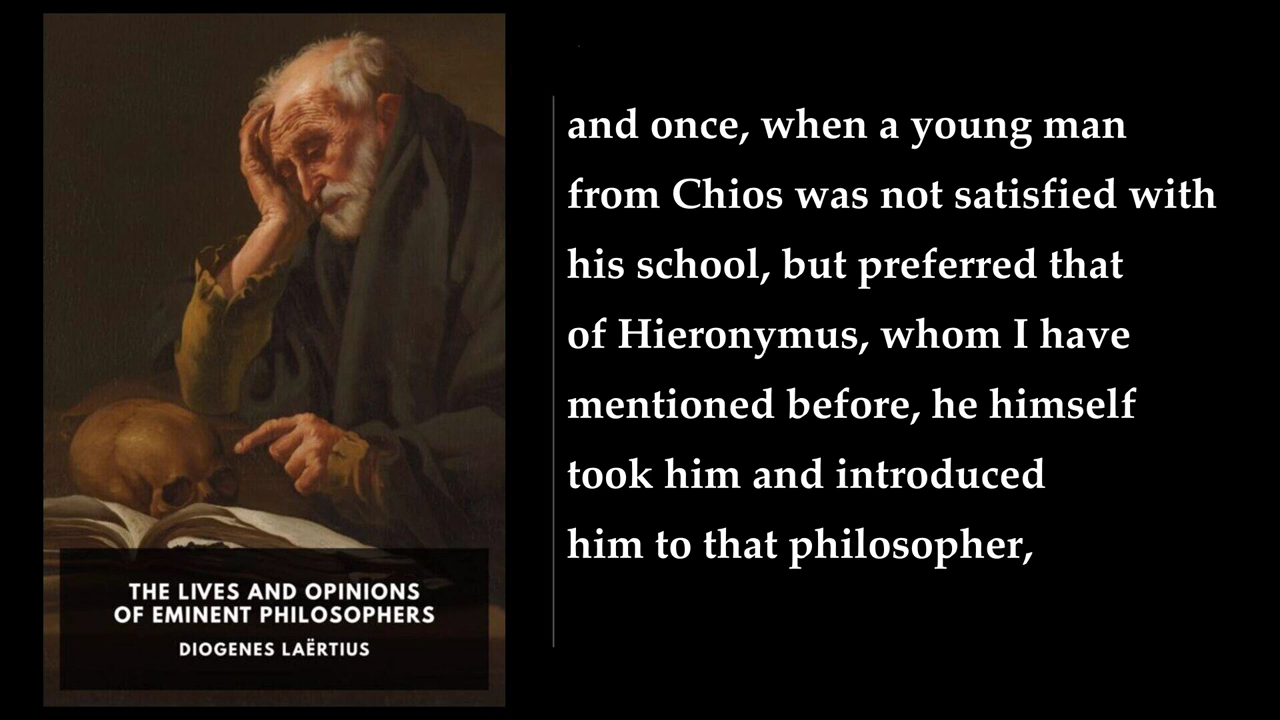 THE LIVES AND OPINIONS
OF EMINENT PHILOSOPHERS
DIOGENES LAËRTIUS
and once, when a young man
from Chios was not satisfied with
his school, but preferred that
of Hieronymus, whom I have
mentioned before, he himself
took him and introduced
him to that philosopher,